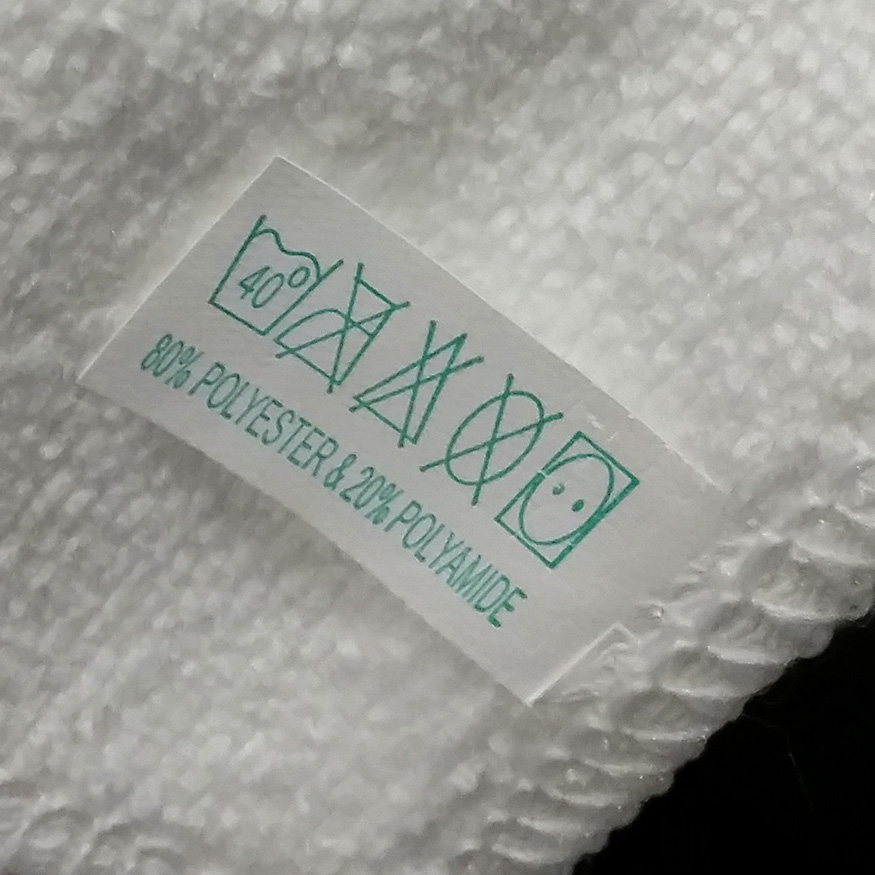 40°
80% POLYESTER & 20% POLYAMIDE